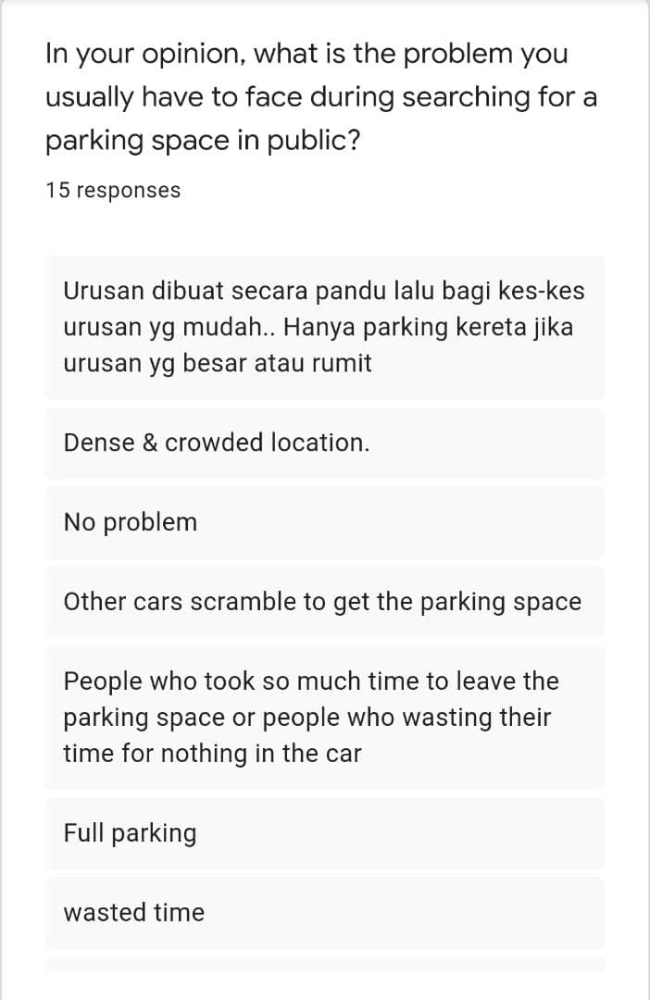 In your opinion, what is the problem you
usually have to face during searching for a
parking space in public?
15 responses
Urusan dibuat secara pandu lalu bagi kes-kes
urusan yg mudah.. Hanya parking kereta jika
urusan yg besar atau rumit
Dense & crowded location.
No problem
Other cars scramble to get the parking space
People who took so much time to leave the
parking space or people who wasting their
time for nothing in the car
Full parking
wasted time